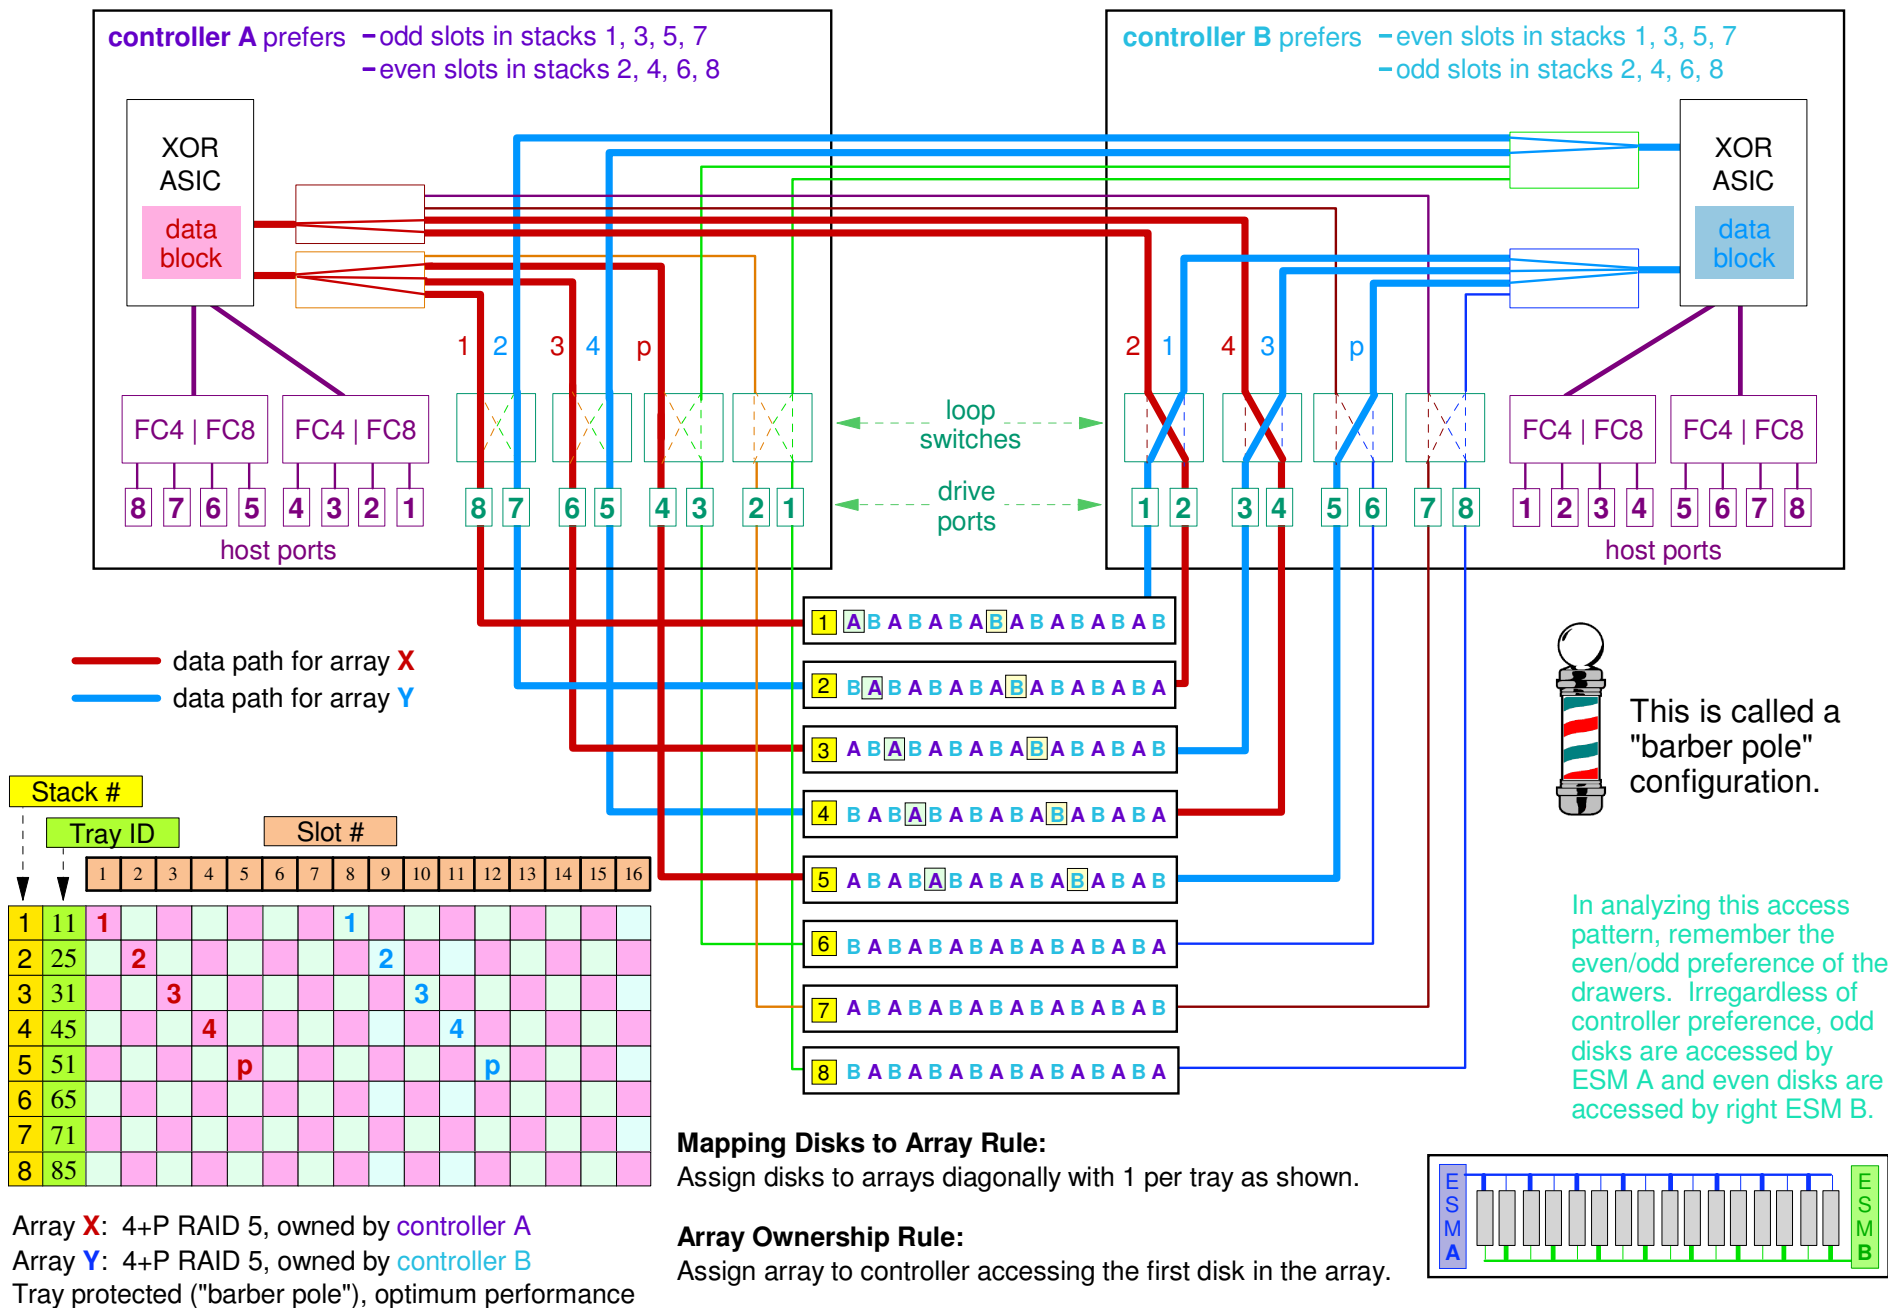 controller A prefers –odd slots in stacks 1, 3, 5, 7
–even slots in stacks 2, 4, 6, 8
controller B prefers –even slots in stacks 1, 3, 5, 7
–odd slots in stacks 2, 4, 6, 8
XOR
ASIC
data
block
XOR
ASIC
data
block
1 2 3 4 p
2 1 4 3 p
FC4 | FC8 FC4 | FC8
loop
switches
FC4 | FC8 FC4 | FC8
8 7 6 5 4 3 2 1
8 7 6 5 4 3 2 1
drive
ports
1 2 3 4 5 6 7 8
1 2 3 4 5 6 7 8
host ports
host ports
1 A B A B A B A B A B A B A B A B
2 B A B A B A B A B A B A B A B A
3 A B A B A B A B A B A B A B A B
4 B A B A B A B A B A B A B A B A
5 A B A B A B A B A B A B A B A B
6 B A B A B A B A B A B A B A B A
7 A B A B A B A B A B A B A B A B
8 B A B A B A B A B A B A B A B A
data path for array X
data path for array Y
This is called a
"barber pole"
configuration.
Stack #
Tray ID
Slot #
1 2 3 4 5 6 7 8 9 10 11 12 13 14 15 16
1 11 1 1
2 25 2 2
3 31 3 3
4 45 4 4
5 51 p p
6 65
7 71
8 85
In analyzing this access
pattern, remember the
even/odd preference of the
drawers. Irregardless of
controller preference, odd
disks are accessed by
ESM A and even disks are
accessed by right ESM B.
Mapping Disks to Array Rule:
Assign disks to arrays diagonally with 1 per tray as shown.
Array Ownership Rule:
Assign array to controller accessing the first disk in the array.
Array X: 4+P RAID 5, owned by controller A
Array Y: 4+P RAID 5, owned by controller B
Tray protected ("barber pole"), optimum performance
E
S
M
A
E
S
M
B